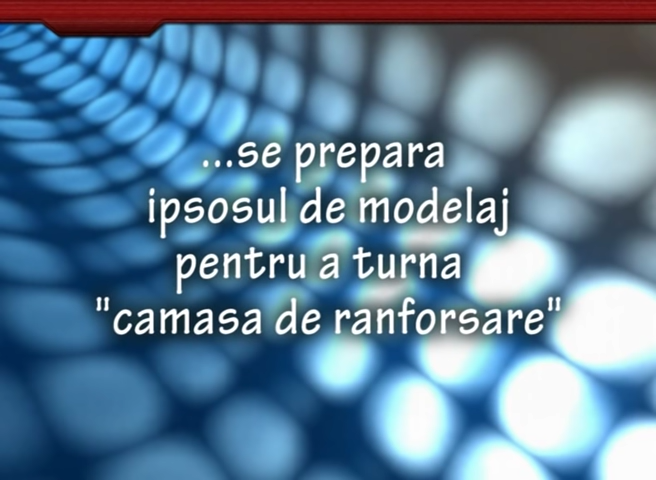 ...se prepara
ipsosul de modelaj
pentru a turna
"camasa de ranforsare"